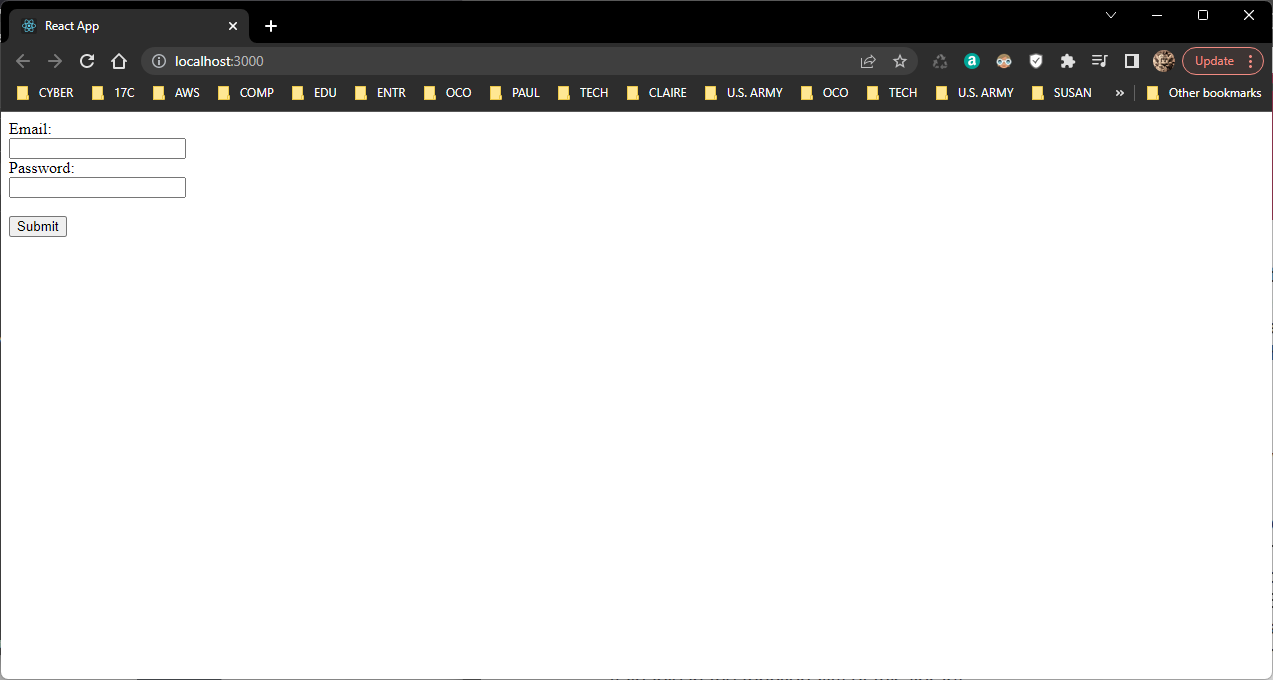 React App
localhost:3000
Update
CYBER 17C AWS COMP EDU ENTR OCO PAUL TECH CLAIRE U.S. ARMY OCO TECH U.S. ARMY SUSAN » Other bookmarks
Email:
Password:
Submit